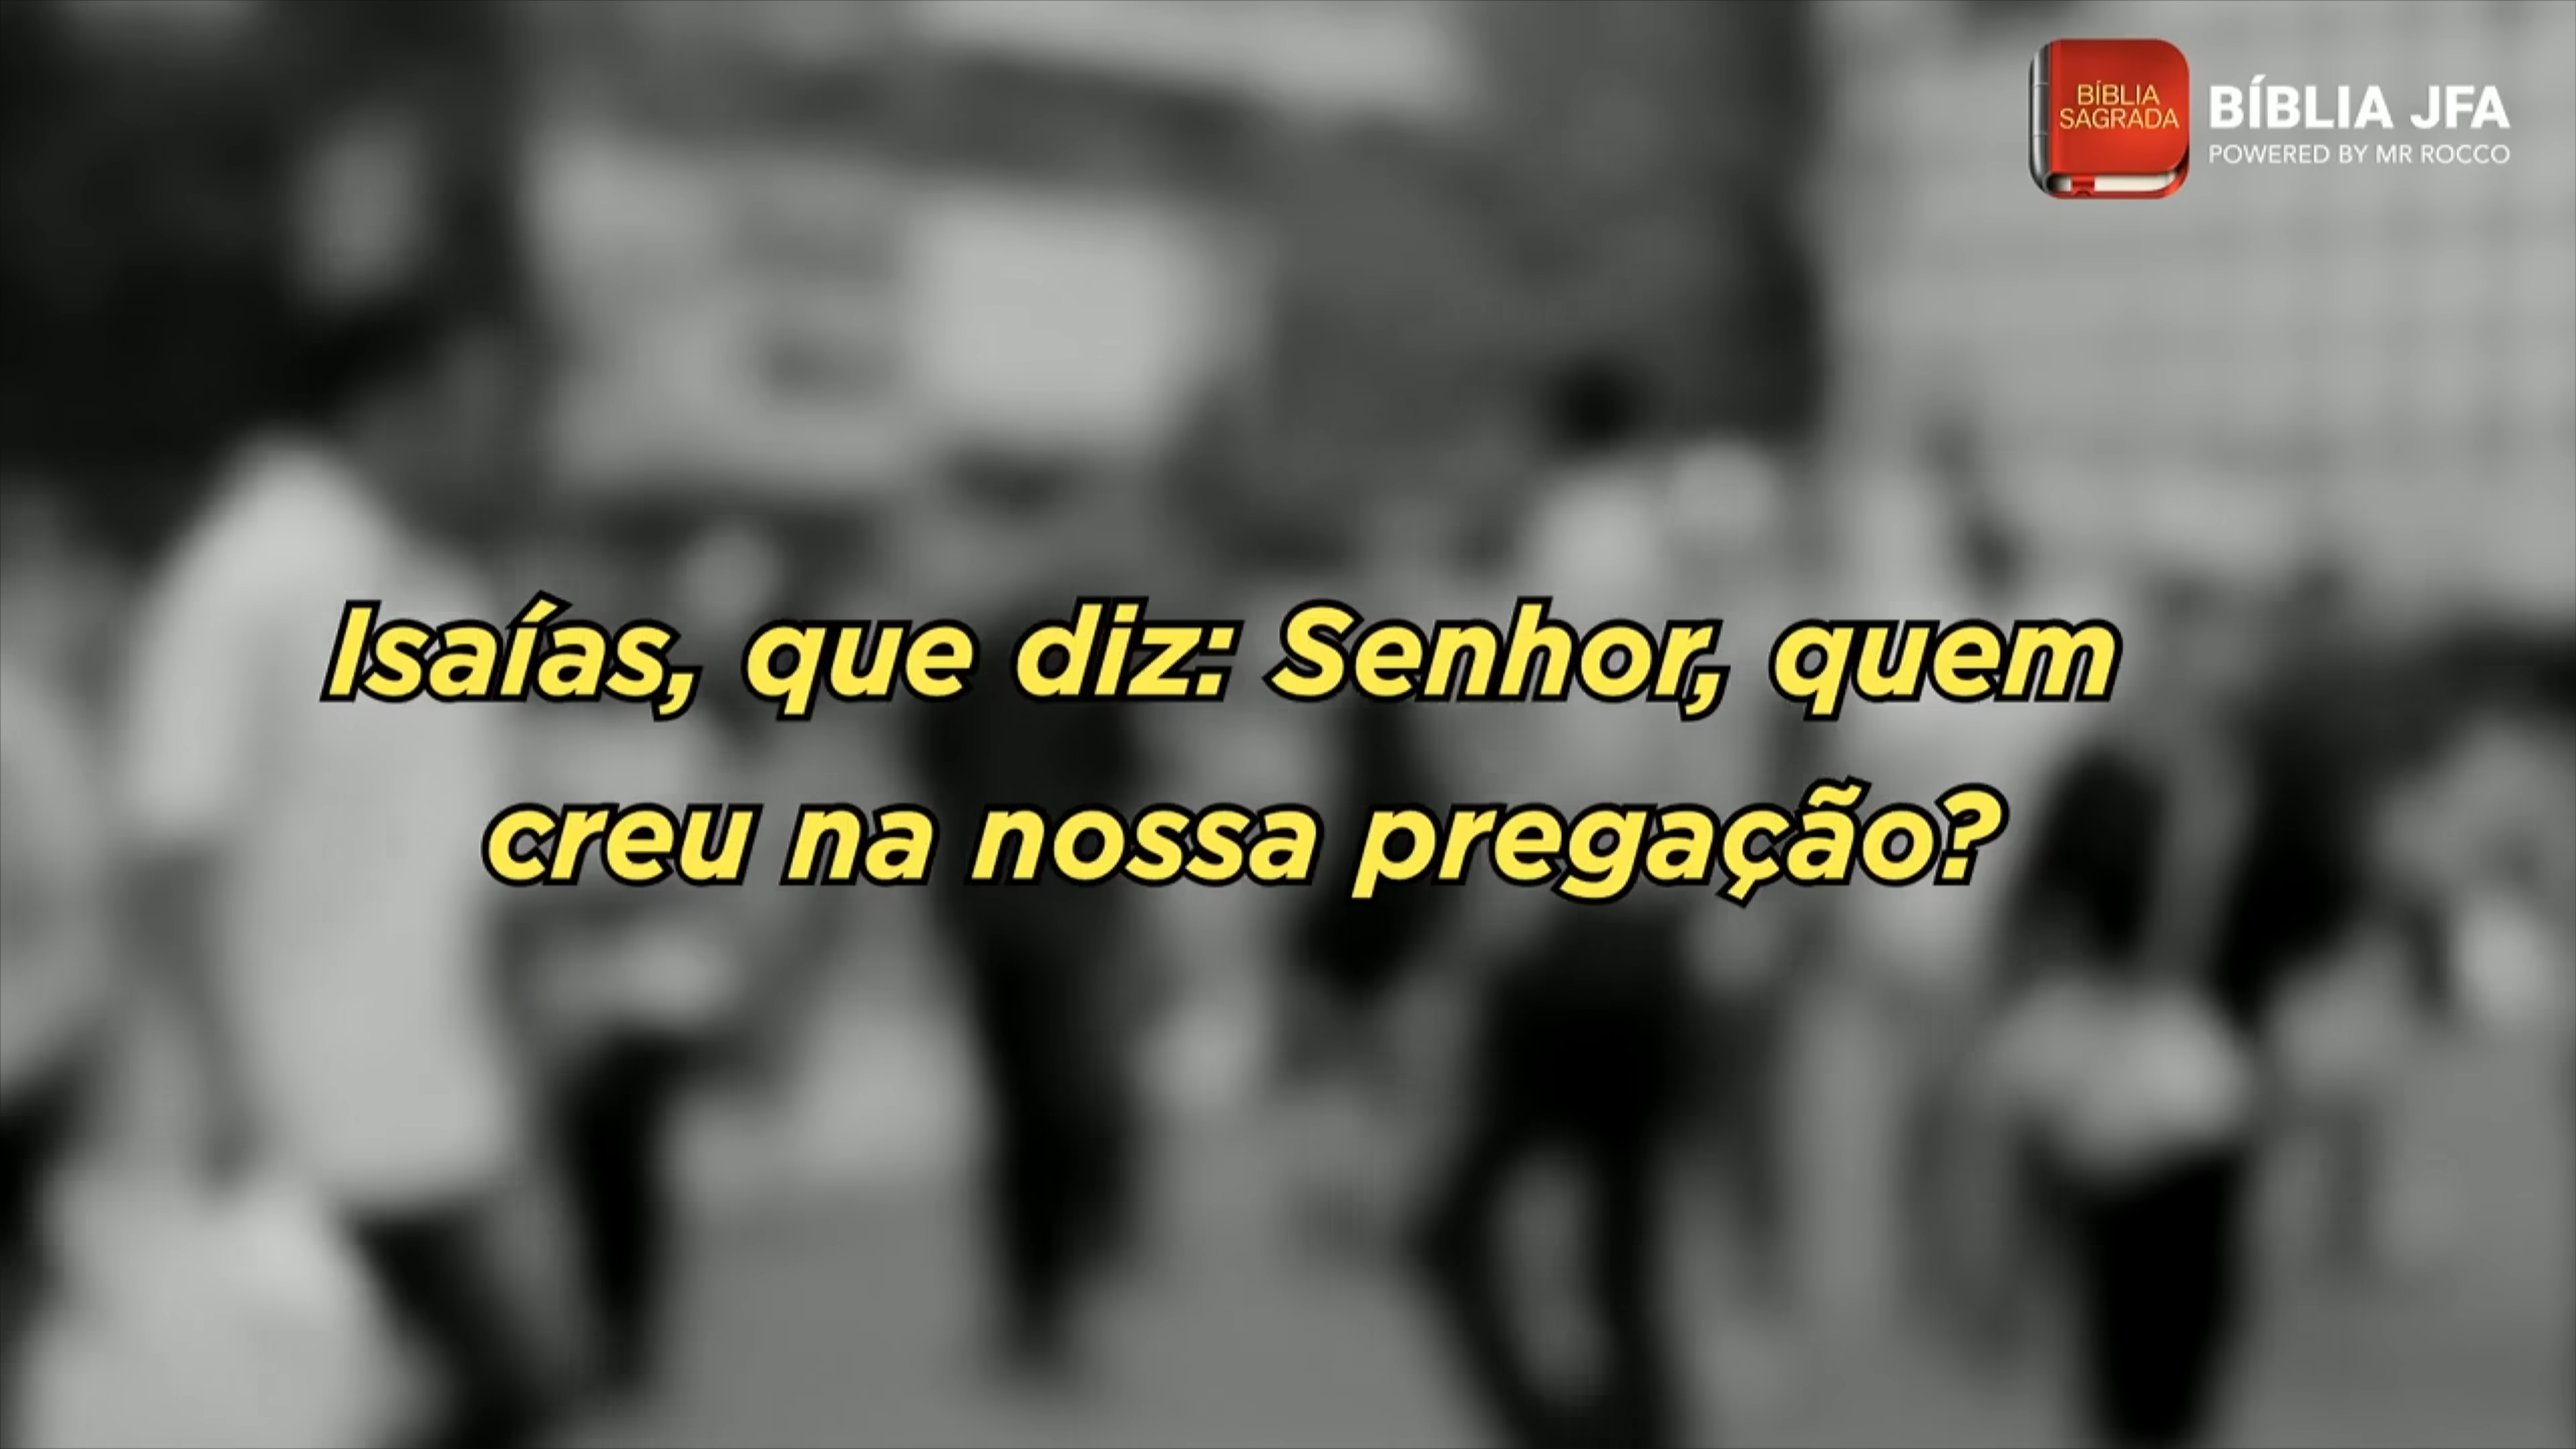 BÍBLIA
SAGRADA
BÍBLIA JFA
POWERED BY MR ROCCO
Isaías, que diz: Senhor, quem
creu na nossa pregação?